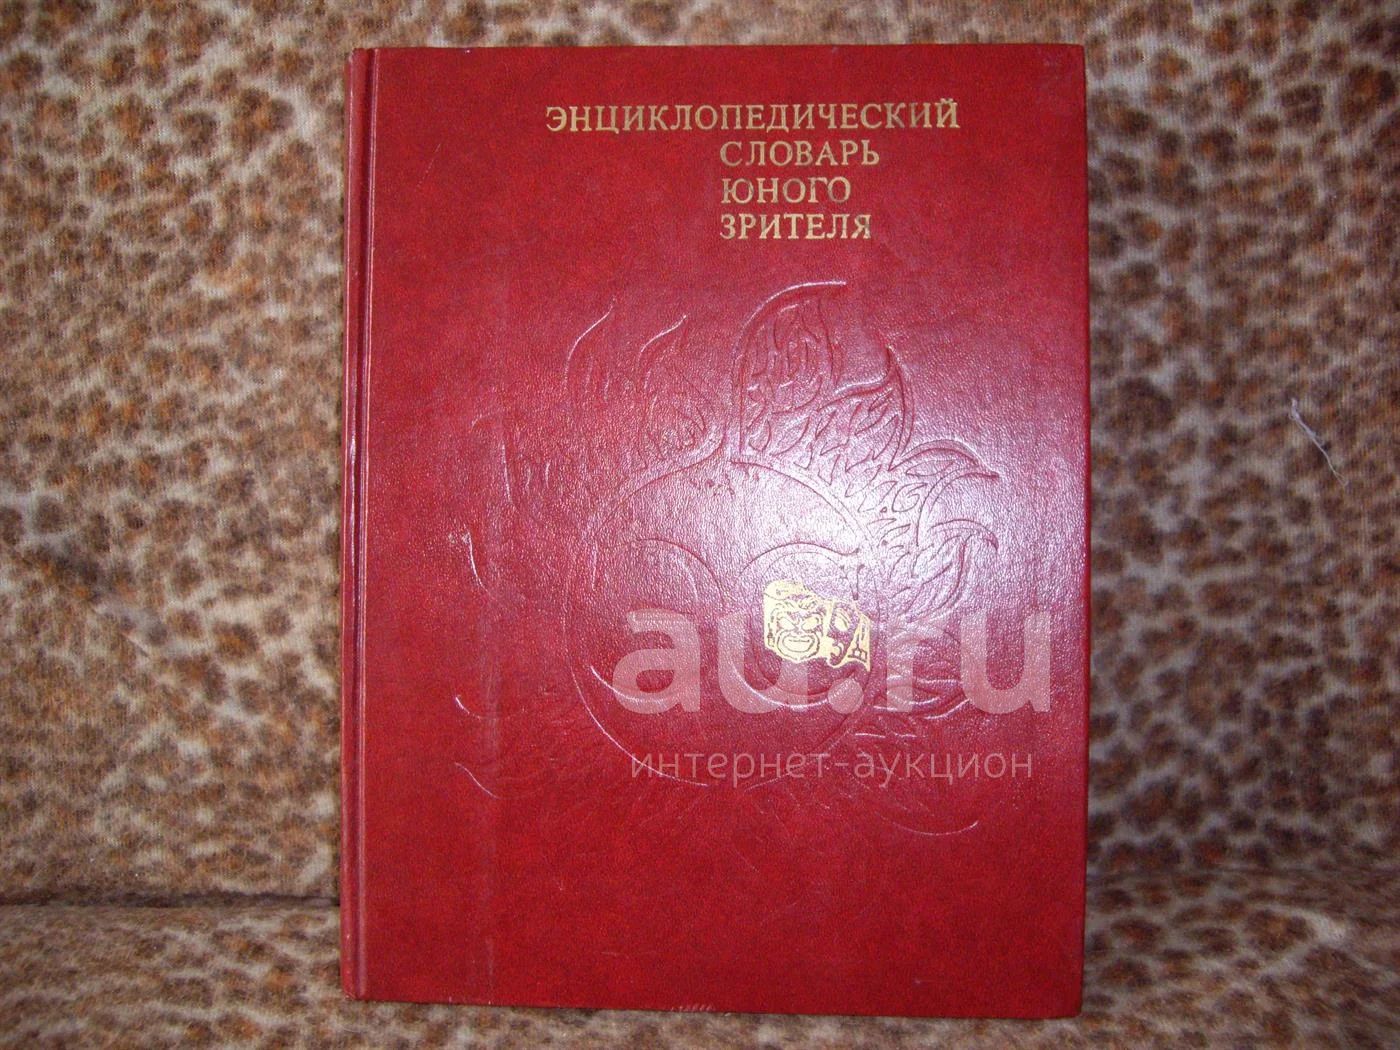 ЭНЦИКЛОПЕДИЧЕСКИЙ
СЛОВАРЬ
ЮНОГО
ЗРИТЕЛЯ
au.ru
интернет-аукцион